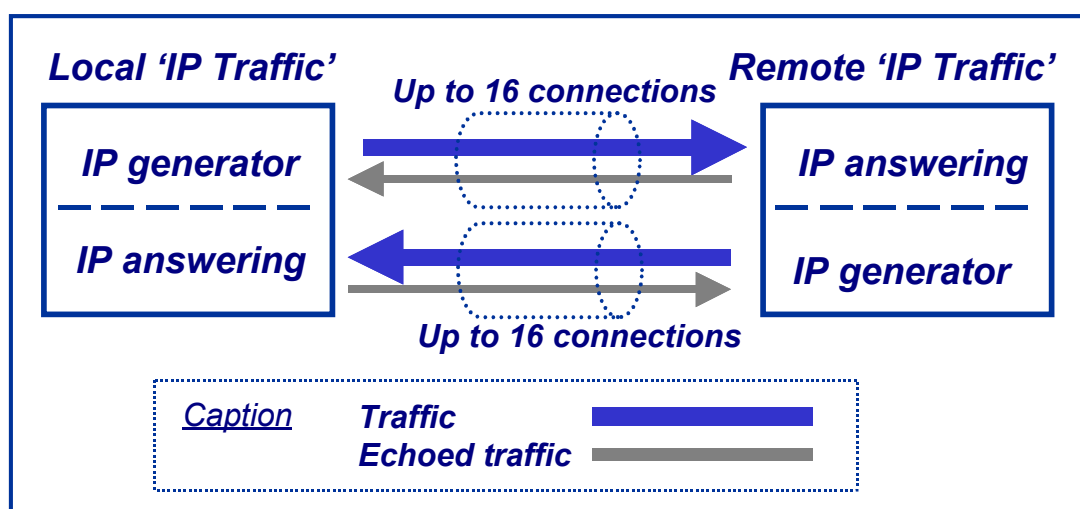 Local ‘IP Traffic’
Remote ‘IP Traffic’
Up to 16 connections
IP generator
IP answering
IP answering
IP generator
Up to 16 connections
Caption
Traffic
Echoed traffic